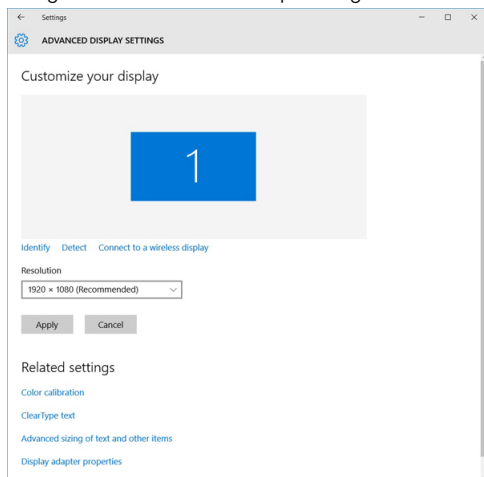 Settings
ADVANCED DISPLAY SETTINGS
Customize your display
1
Identify Detect Connect to a wireless display
Resolution
1920 × 1080 (Recommended)
Apply Cancel
Related settings
Color calibration
ClearType text
Advanced sizing of text and other items
Display adapter properties